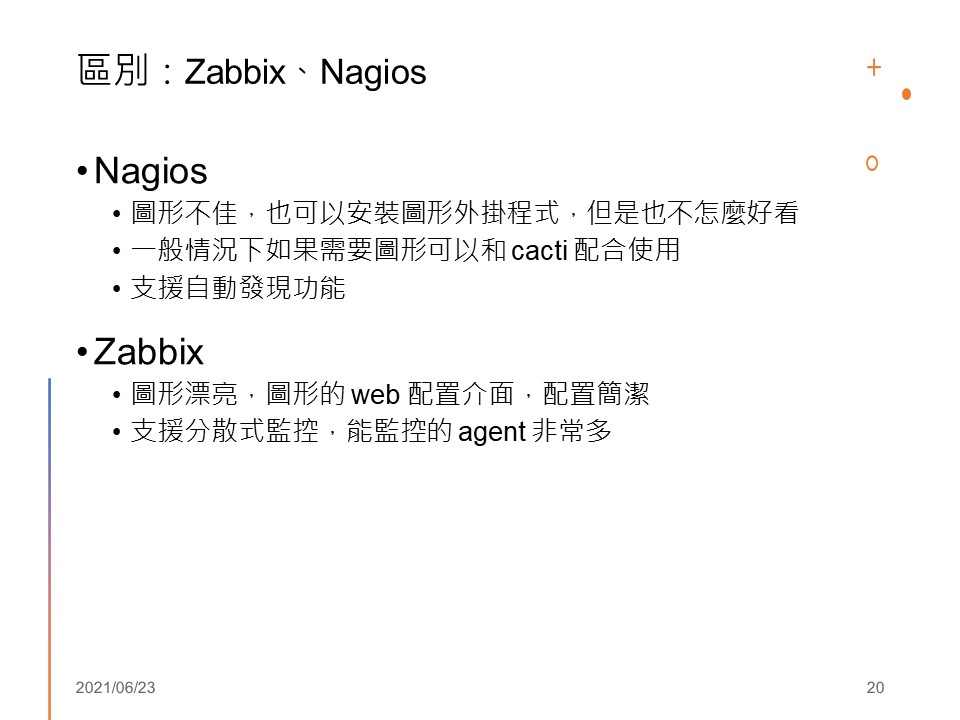 區別：Zabbix、Nagios
•Nagios
• 圖形不佳，也可以安裝圖形外掛程式，但是也不怎麼好看
• 一般情況下如果需要圖形可以和 cacti 配合使用
• 支援自動發現功能
•Zabbix
• 圖形漂亮，圖形的 web 配置介面，配置簡潔
• 支援分散式監控，能監控的 agent 非常多
2021/06/23
20